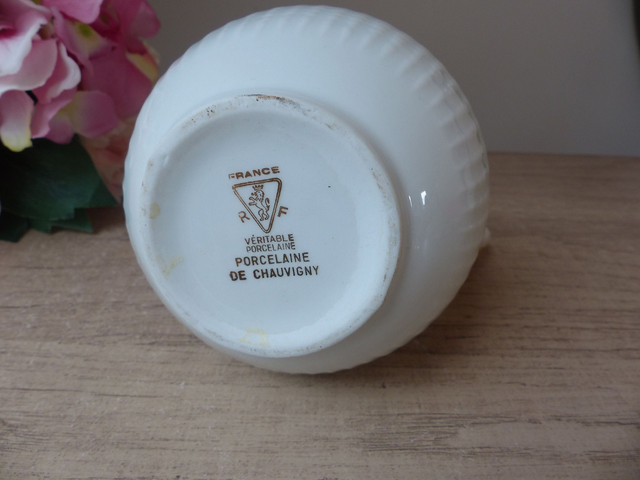 FRANCE
R F
VÉRITABLE
PORCELAINE
PORCELAINE
DE CHAUVIGNY